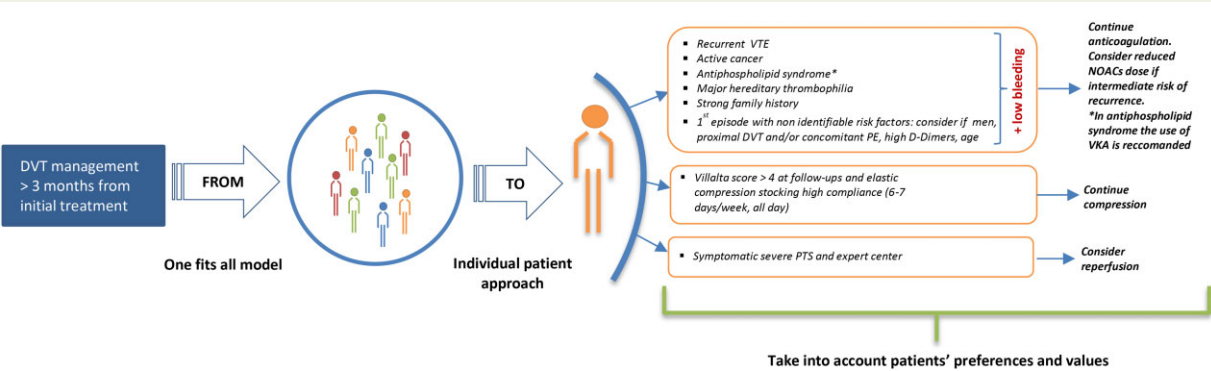 DVT management
> 3 months from
initial treatment
FROM
One fits all model
TO
Individual patient
approach
▪ Recurrent VTE
▪ Active cancer
▪ Antiphospholipid syndrome*
▪ Major hereditary thrombophilia
▪ Strong family history
▪ 1st episode with non identifiable risk factors: consider if men,
proximal DVT and/or concomitant PE, high D-Dimers, age
+ low bleeding
Continue
anticoagulation.
Consider reduced
NOACs dose if
intermediate risk of
recurrence.
*In antiphospholipid
syndrome the use of
VKA is reccomanded
▪ Villalta score > 4 at follow-ups and elastic
compression stocking high compliance (6-7
days/week, all day)
Continue
compression
▪ Symptomatic severe PTS and expert center
Consider
reperfusion
Take into account patients’ preferences and values